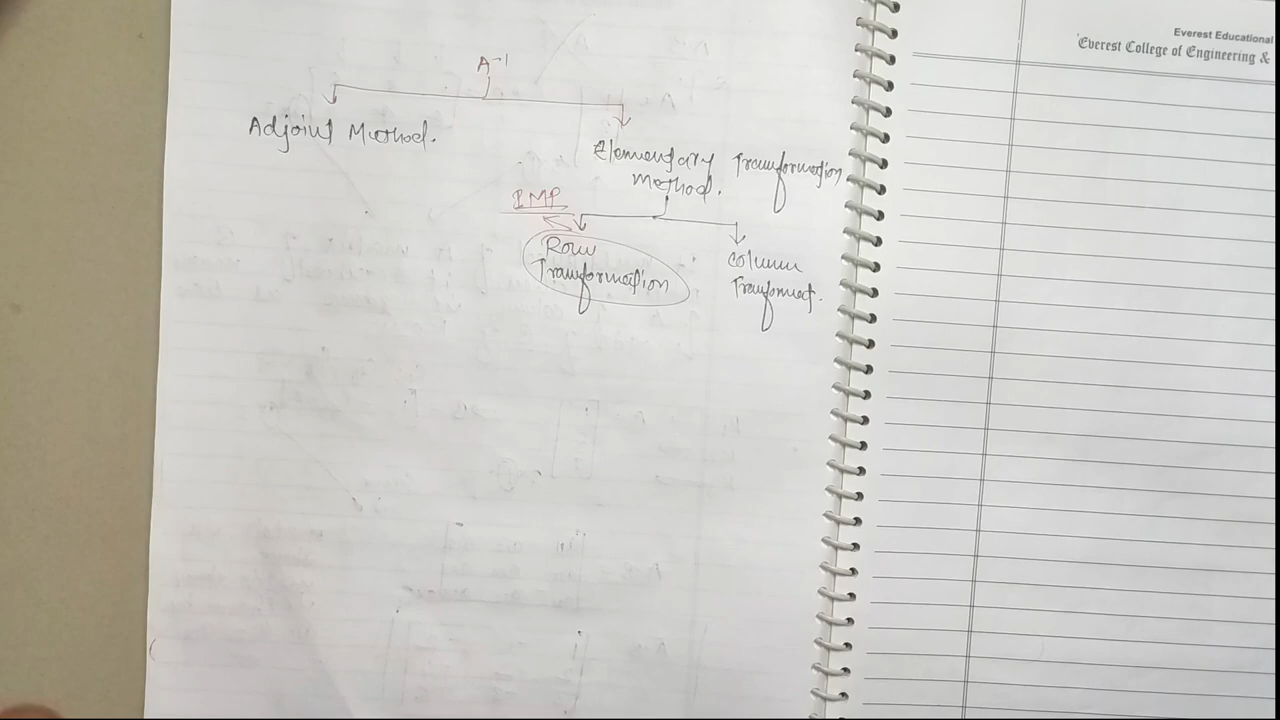 A⁻¹
Adjoint Method.
Elementary Transformation
Method.
IMP
Row
Transformation
Column
Transformat.
Everest Educational
Everest College of Engineering &